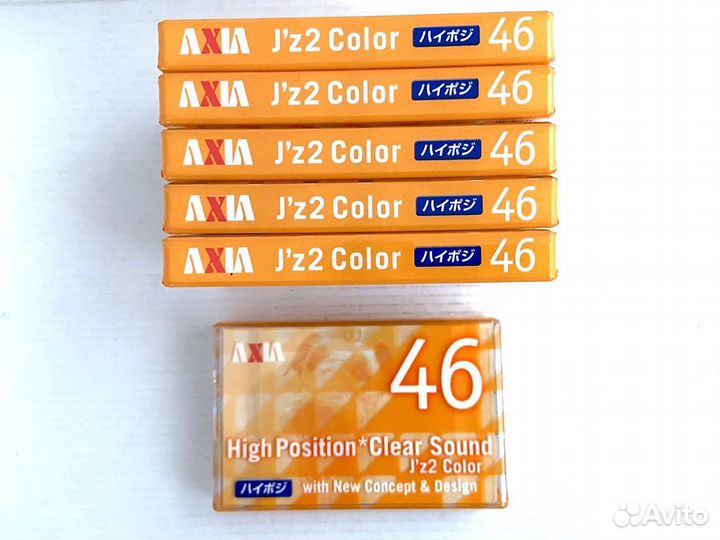 AXIA J'z2 Color ハイポジ 46
AXIA J'z2 Color ハイポジ 46
AXIA J'z2 Color ハイポジ 46
AXIA J'z2 Color ハイポジ 46
AXIA J'z2 Color ハイポジ 46
AXIA 46
High Position*Clear Sound
J'z2 Color
ハイポジ with New Concept & Design
Avito